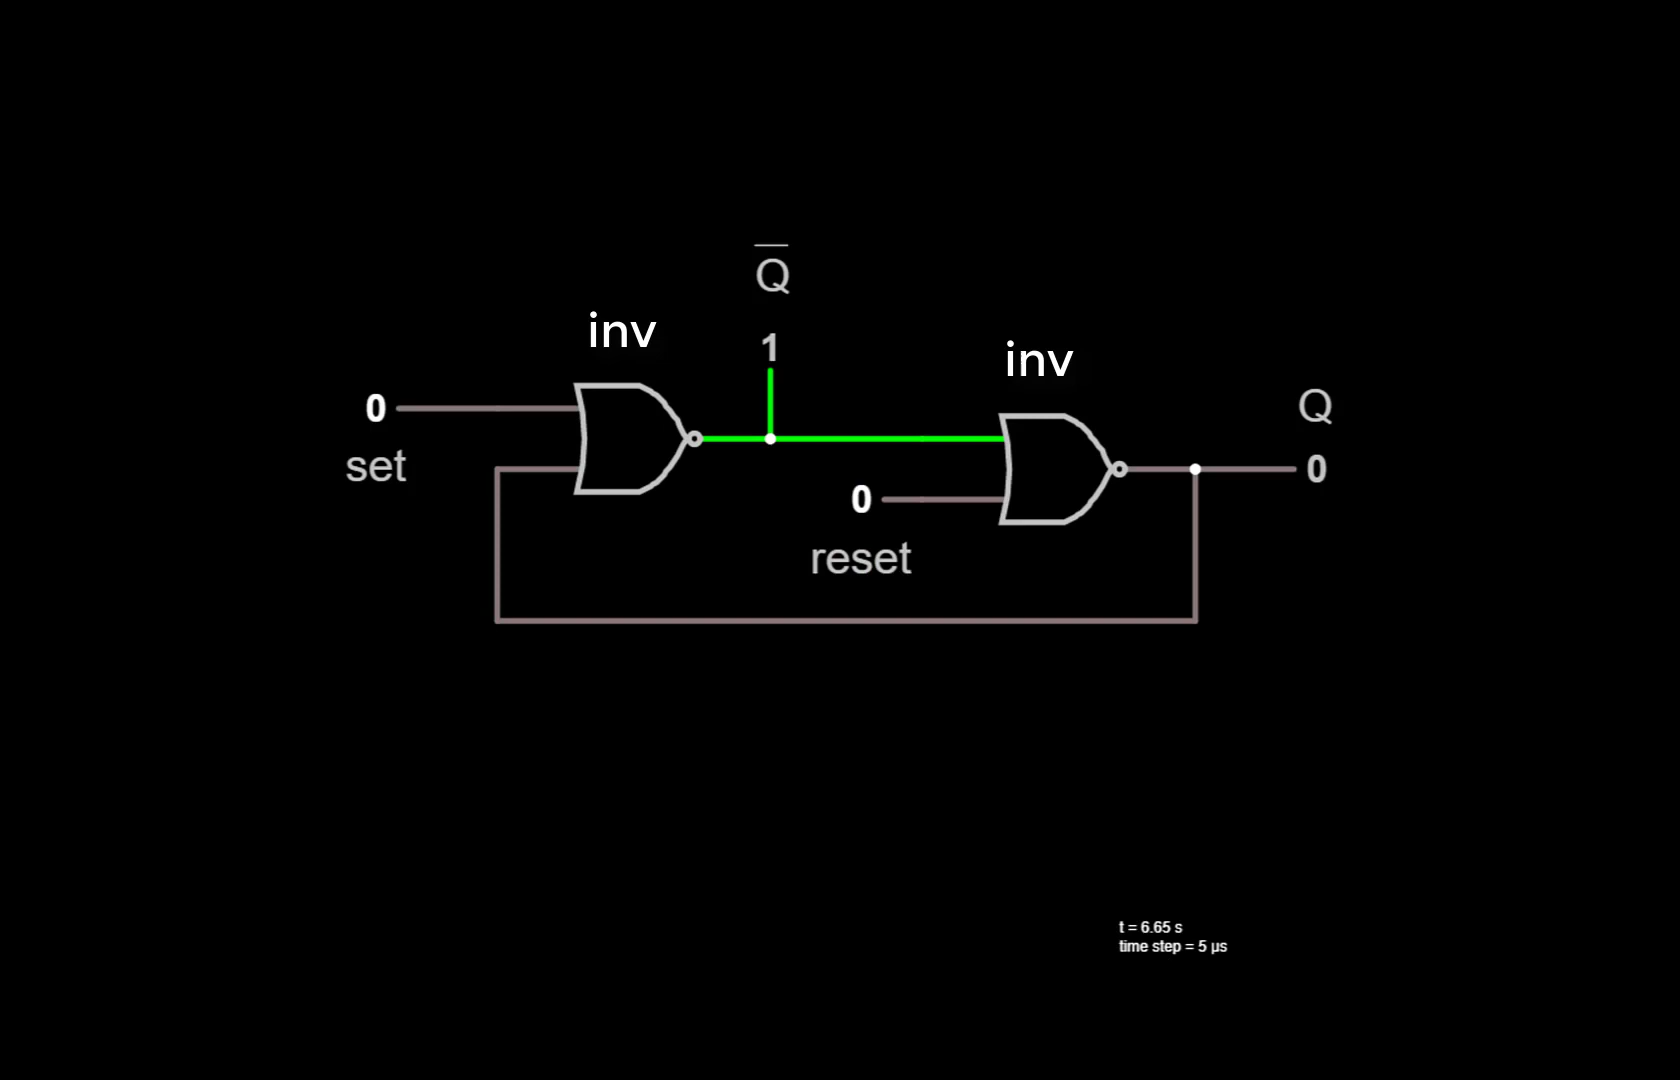 Q
inv
1
inv
0
Q
set
0
0
reset
t = 6.65 s
time step = 5 µs